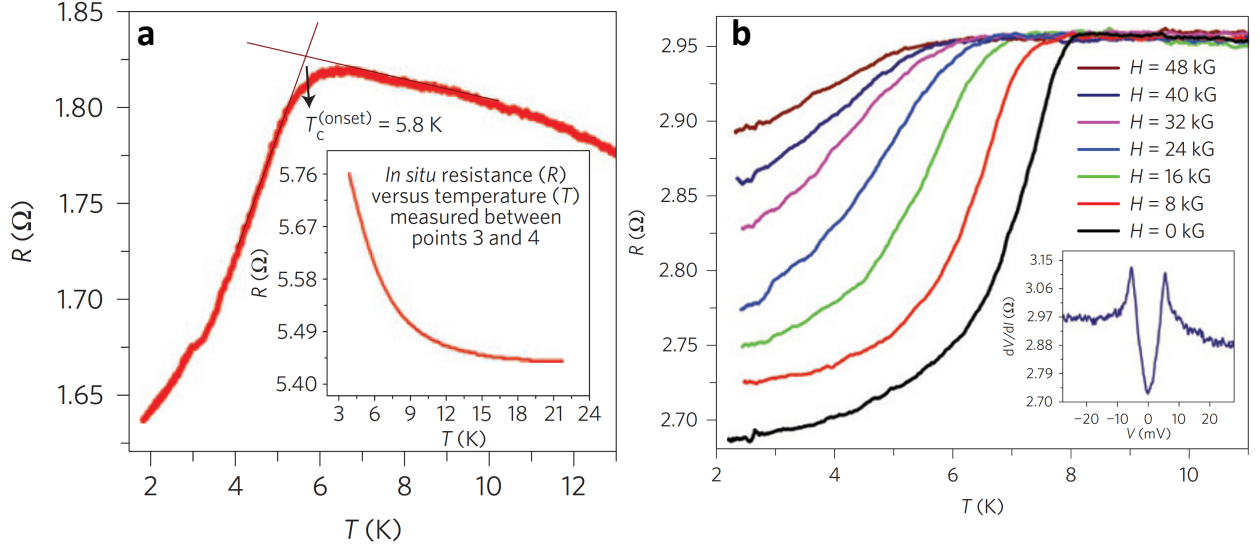 a
1.85
1.80
1.75
1.70
1.65
R (Ω)
2
4
6
8
10
12
T (K)
T_c^(onset) = 5.8 K
In situ resistance (R)
versus temperature (T)
measured between
points 3 and 4
5.76
5.67
5.58
5.49
5.40
R (Ω)
3
6
9
12
15
18
21
24
T (K)
b
2.95
2.90
2.85
2.80
2.75
2.70
R (Ω)
2
4
6
8
10
T (K)
H = 48 kG
H = 40 kG
H = 32 kG
H = 24 kG
H = 16 kG
H = 8 kG
H = 0 kG
3.15
3.06
2.97
2.88
2.79
2.70
dV/dI (Ω)
−20
−10
0
10
20
V (mV)